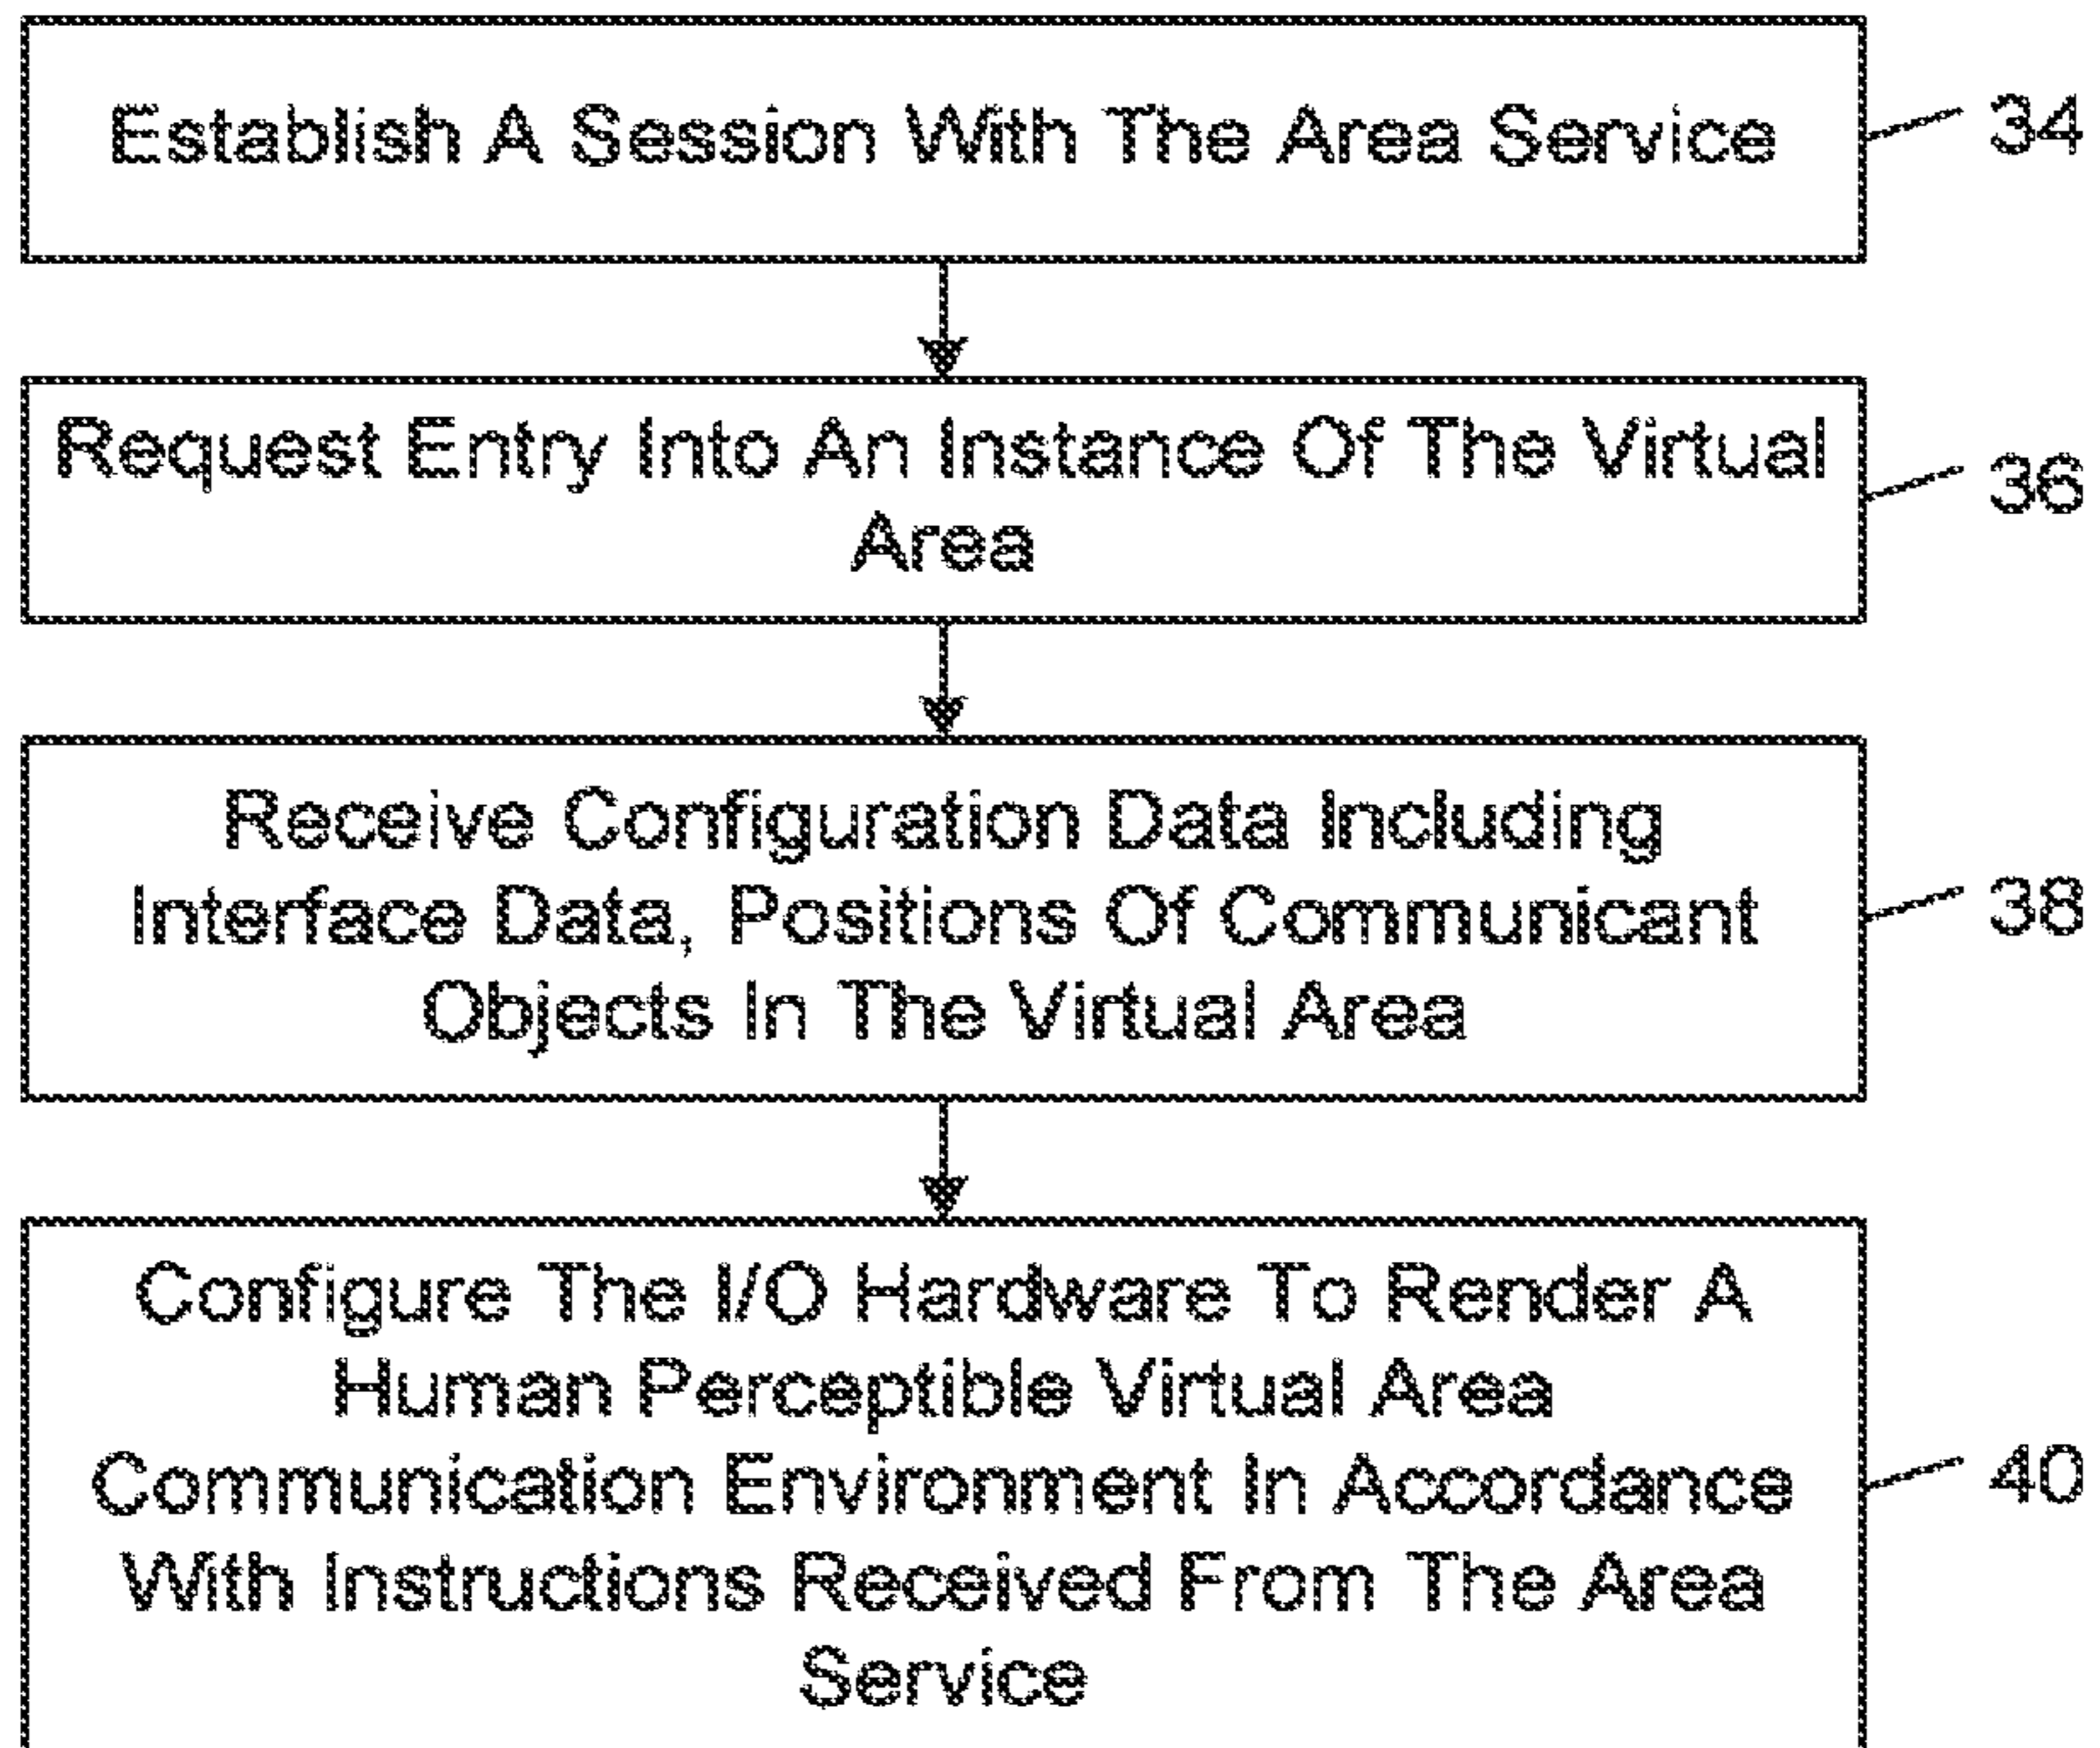 Establish A Session With The Area Service
34
Request Entry Into An Instance Of The Virtual
Area
36
Receive Configuration Data Including
Interface Data, Positions Of Communicant
Objects In The Virtual Area
38
Configure The I/O Hardware To Render A
Human Perceptible Virtual Area
Communication Environment In Accordance
With Instructions Received From The Area
Service
40